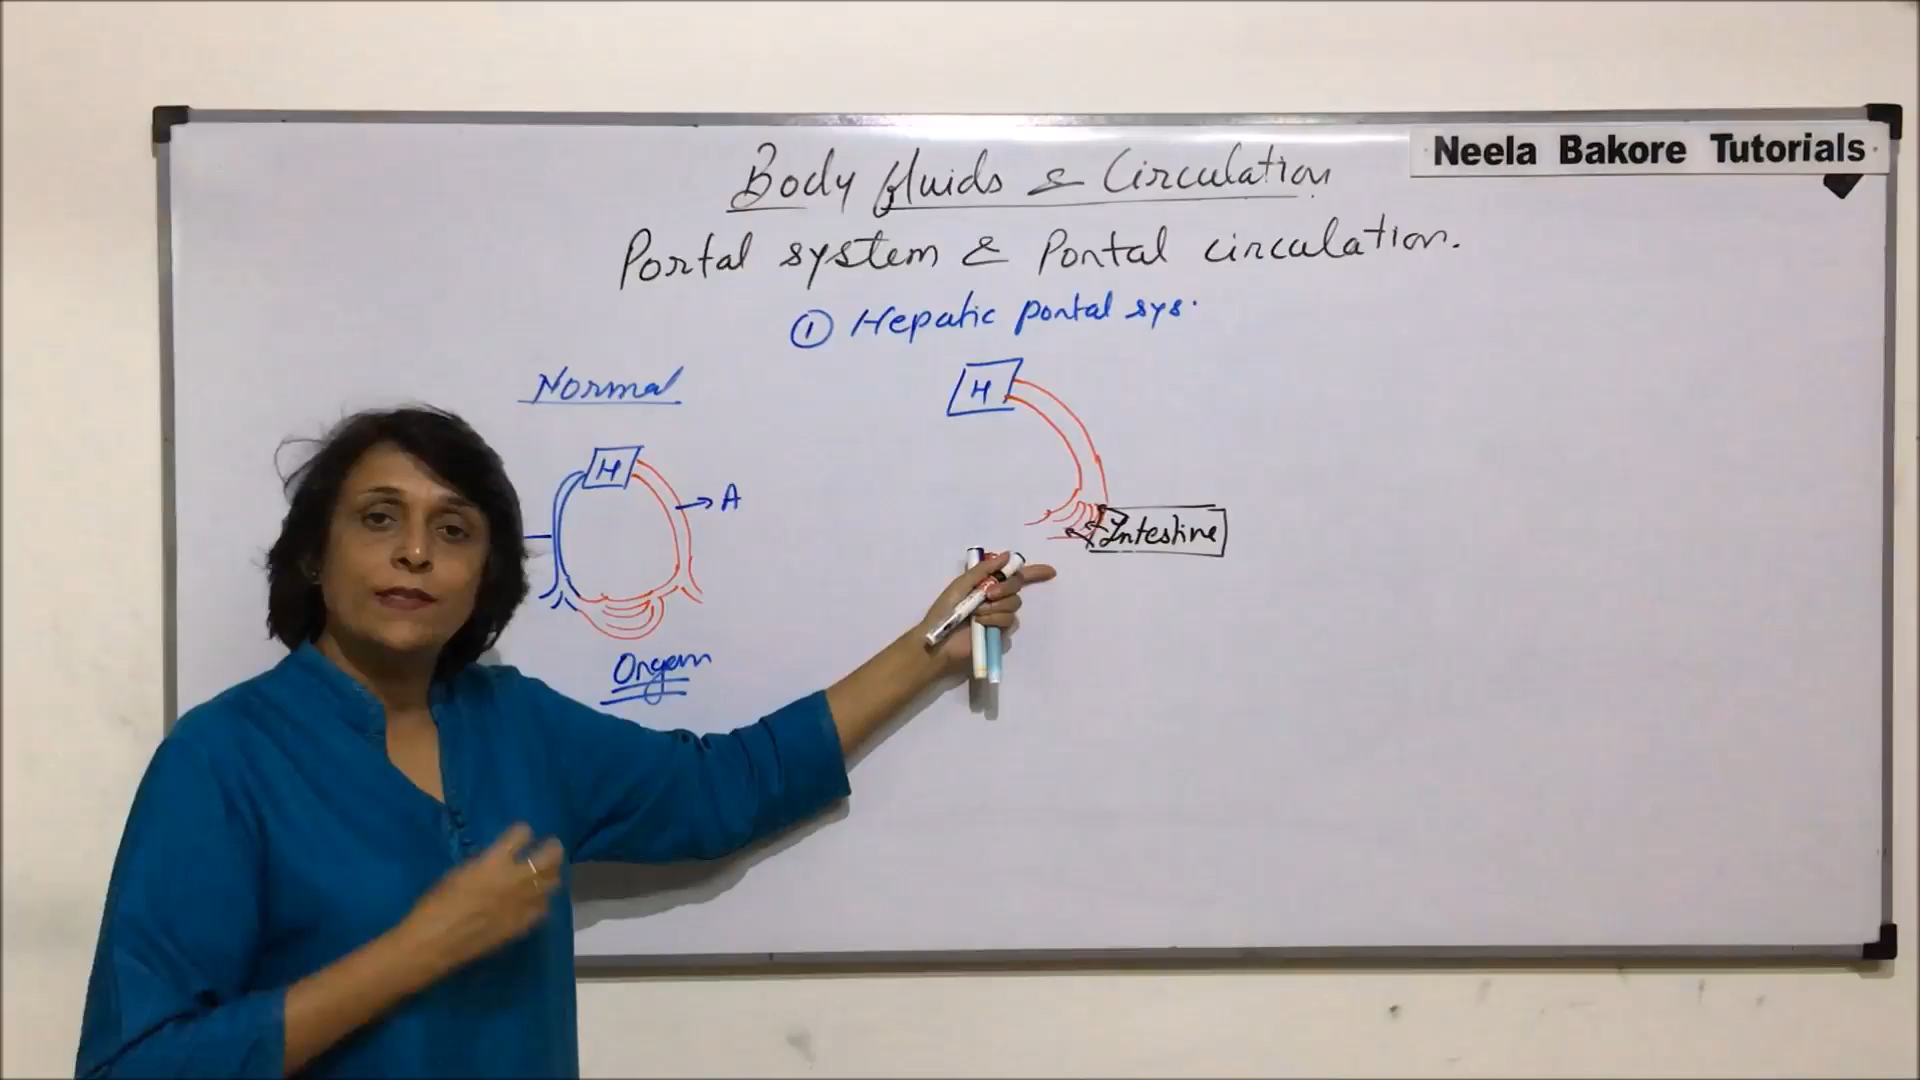 Neela Bakore Tutorials
Body fluids & Circulation
Portal system & Portal circulation.
① Hepatic portal sys.
Normal
H
A
Organ
H
Intestine